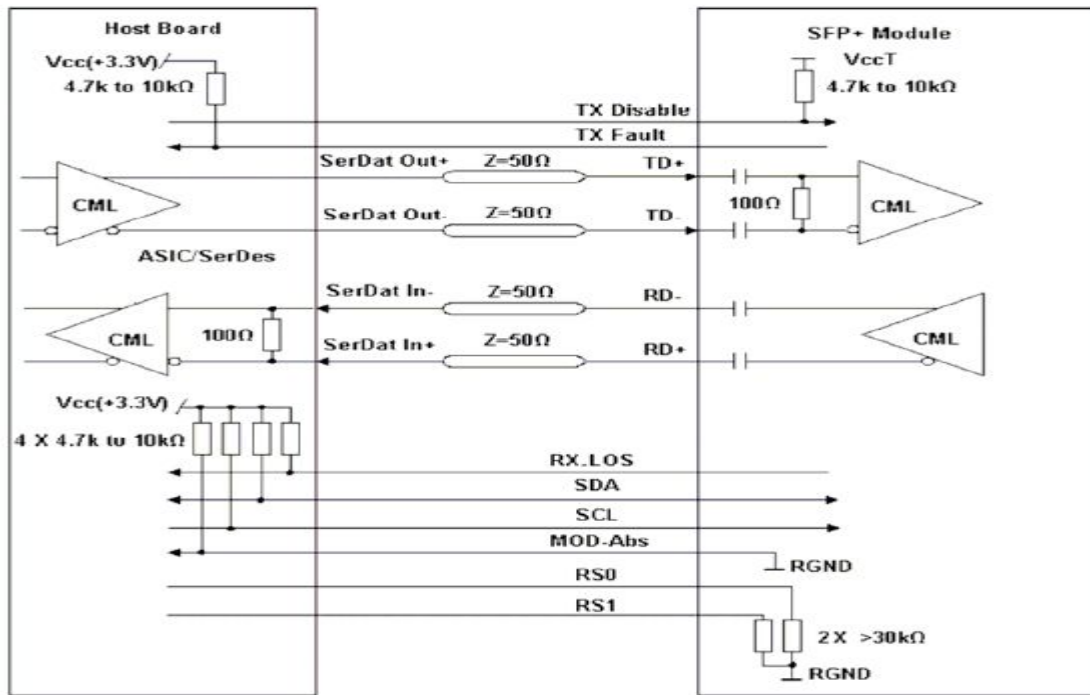 Host Board
SFP+ Module
Vcc(+3.3V)
VccT
4.7k to 10kΩ
4.7k to 10kΩ
TX Disable
TX Fault
SerDat Out+
Z=50Ω
TD+
CML
100Ω
CML
SerDat Out-
Z=50Ω
TD-
ASIC/SerDes
SerDat In-
Z=50Ω
RD-
CML
100Ω
SerDat In+
Z=50Ω
RD+
CML
Vcc(+3.3V)
4 X 4.7k to 10kΩ
RX.LOS
SDA
SCL
MOD-Abs
RGND
RS0
RS1
2 X >30kΩ
RGND